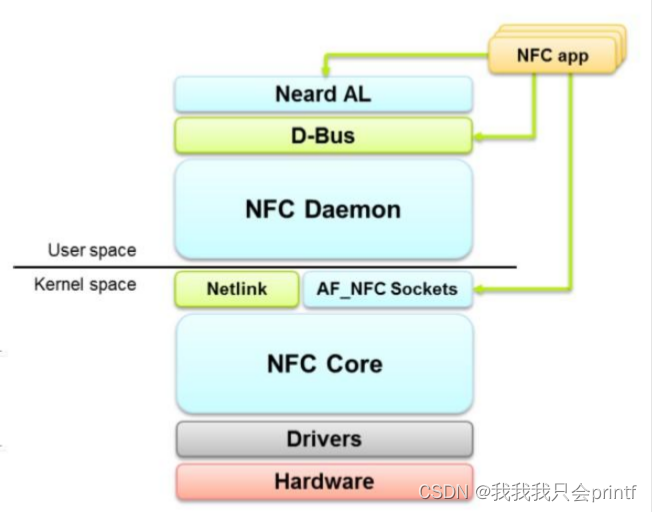 NFC app
Neard AL
D-Bus
NFC Daemon
User space
Kernel space
Netlink
AF_NFC Sockets
NFC Core
Drivers
Hardware
CSDN @我我我只会printf